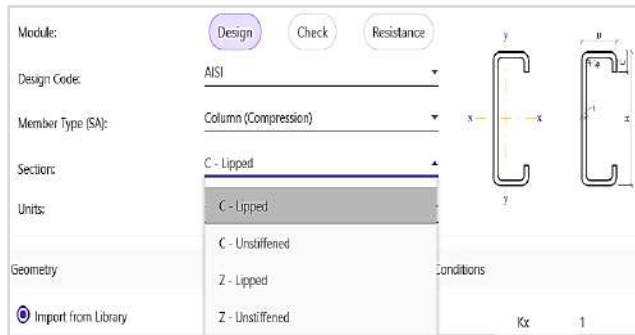 Module:
Design
Check
Resistance
Design Code:
AISI
Member Type (SA):
Column (Compression)
Section:
C - Lipped
Units:
C - Lipped
C - Unstiffened
Z - Lipped
Z - Unstiffened
Geometry
Conditions
Import from Library
Kx
1
y
x
x
y